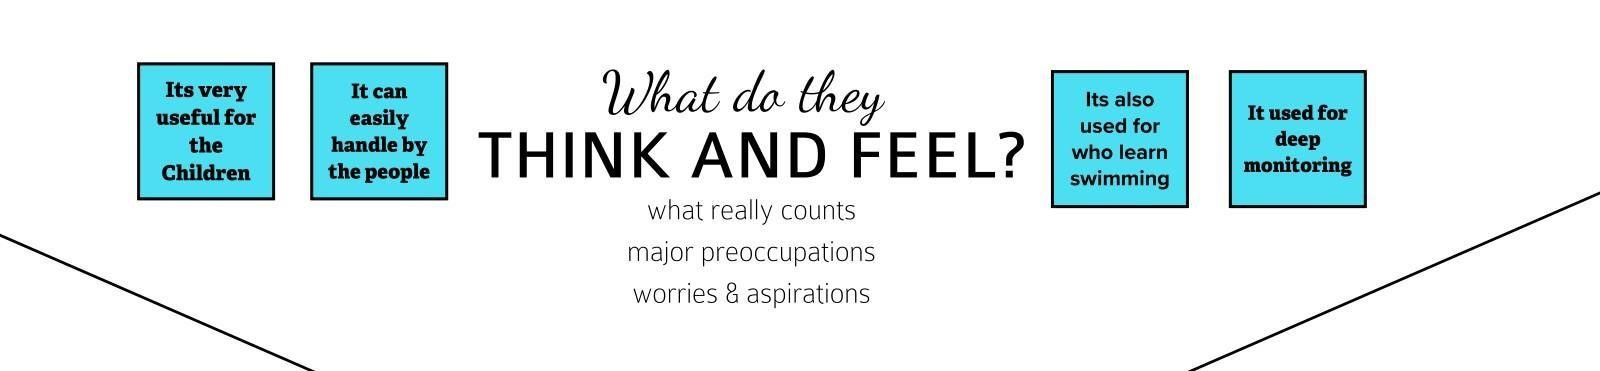 Its very
useful for
the
Children
It can
easily
handle by
the people
What do they
THINK AND FEEL?
what really counts
major preoccupations
worries & aspirations
Its also
used for
who learn
swimming
It used for
deep
monitoring